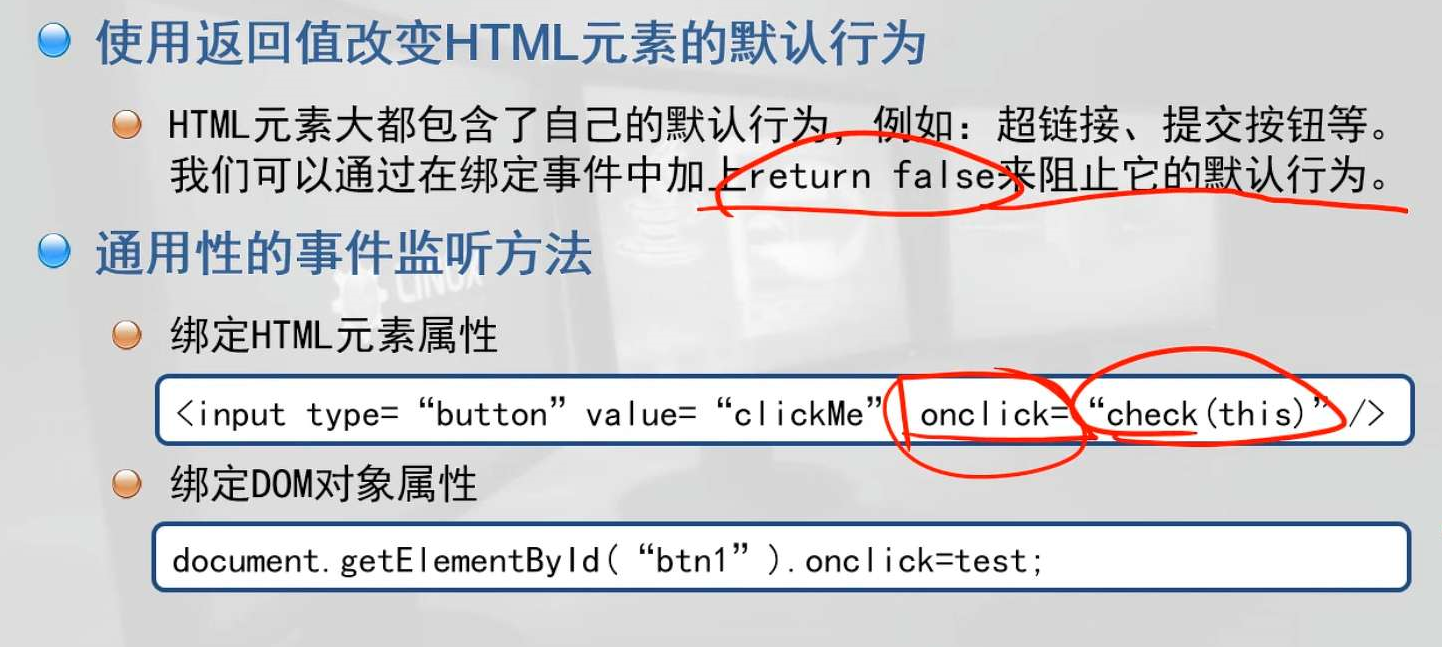 使用返回值改变HTML元素的默认行为
HTML元素大都包含了自己的默认行为，例如：超链接、提交按钮等。
我们可以通过在绑定事件中加上return false来阻止它的默认行为。
通用性的事件监听方法
LINUX
绑定HTML元素属性
<input type= “button” value= “clickMe” onclick= “check(this)” />
绑定DOM对象属性
document.getElementById( “btn1” ).onclick=test;